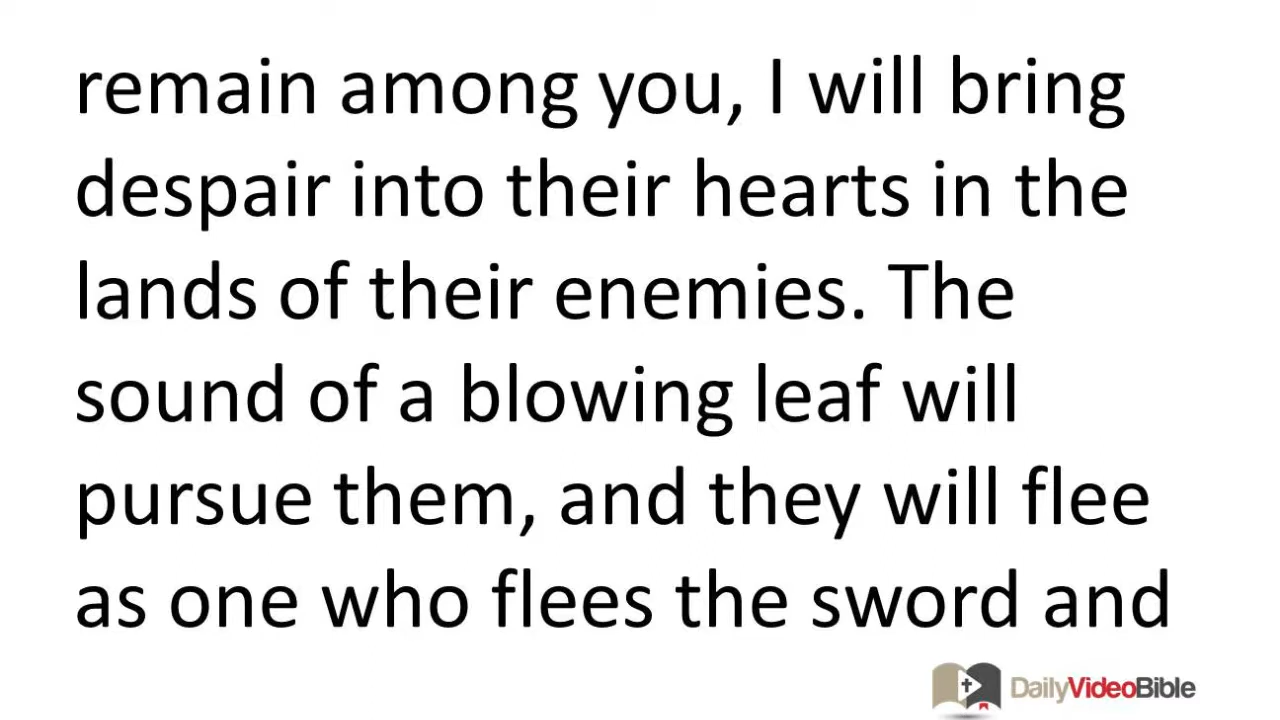 remain among you, I will bring
despair into their hearts in the
lands of their enemies. The
sound of a blowing leaf will
pursue them, and they will flee
as one who flees the sword and
DailyVideoBible